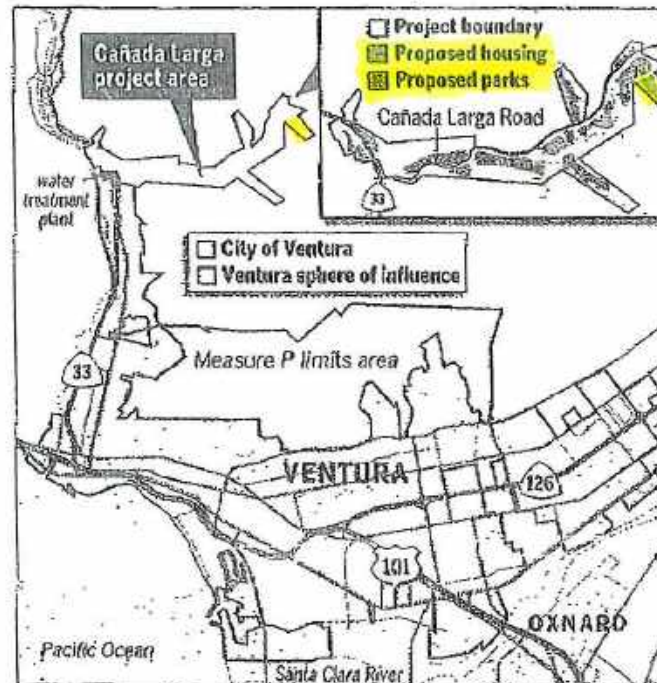 Cañada Larga
project area
Project boundary
Proposed housing
Proposed parks
Cañada Larga Road
33
water
treatment
plant
City of Ventura
Ventura sphere of influence
Measure P limits area
33
VENTURA
126
101
OXNARD
Pacific Ocean
Santa Clara River